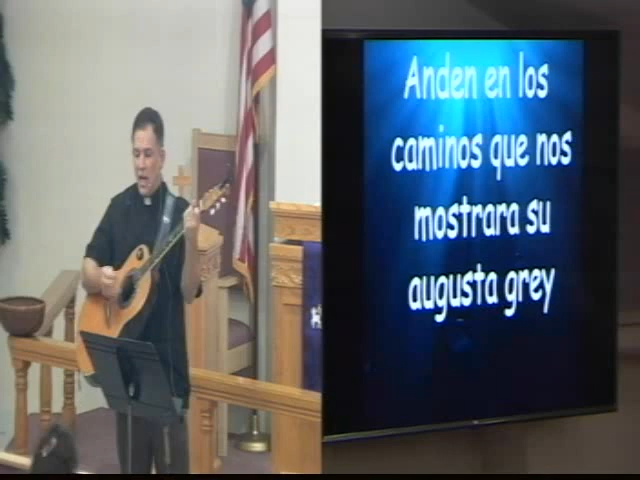 Anden en los
caminos que nos
mostrara su
augusta grey